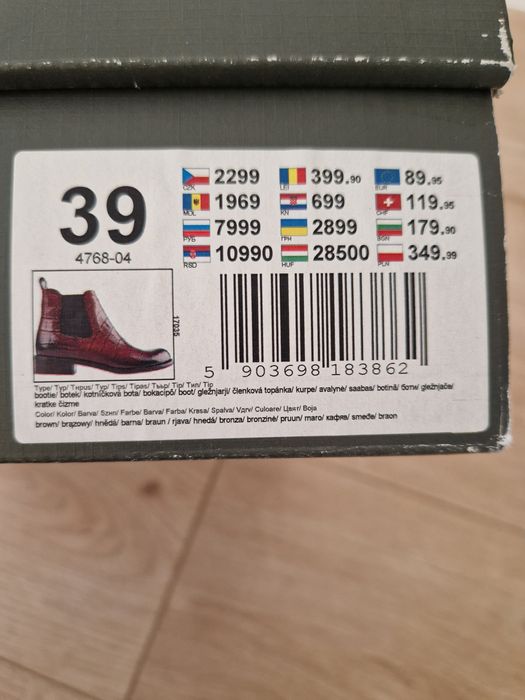 39
4768-04
CZK 2299 LEI 399.90 EUR 89.95
MDL 1969 KN 699 CHF 119.95
РУБ 7999 ГРН 2899 BGN 179.90
RSD 10990 HUF 28500 PLN 349.99
17035
5 903698 183862
Type/ Typ/ Типus/ Typ/ Tips/ Tipas/ Тъыр/ Tip/ Тип/ Tip
bootie/ botek/ kotníčková bota/ bokacipő/ boot/ gležnjarji/ členková topánka/ kurpe/ avalynė/ saabas/ botină/ боти/ gležnjače/
kratke čizme
Color/ Kolor/ Barva/ Szín/ Farbe/ Barva/ Farba/ Krasa/ Spalva/ Värv/ Culoare/ Цвят/ Boja
brown/ brązowy/ hnědá/ barna/ braun / rjava/ hnedá/ bronza/ bronzinė/ pruun/ maro/ кафяв/ smeđe/ braon